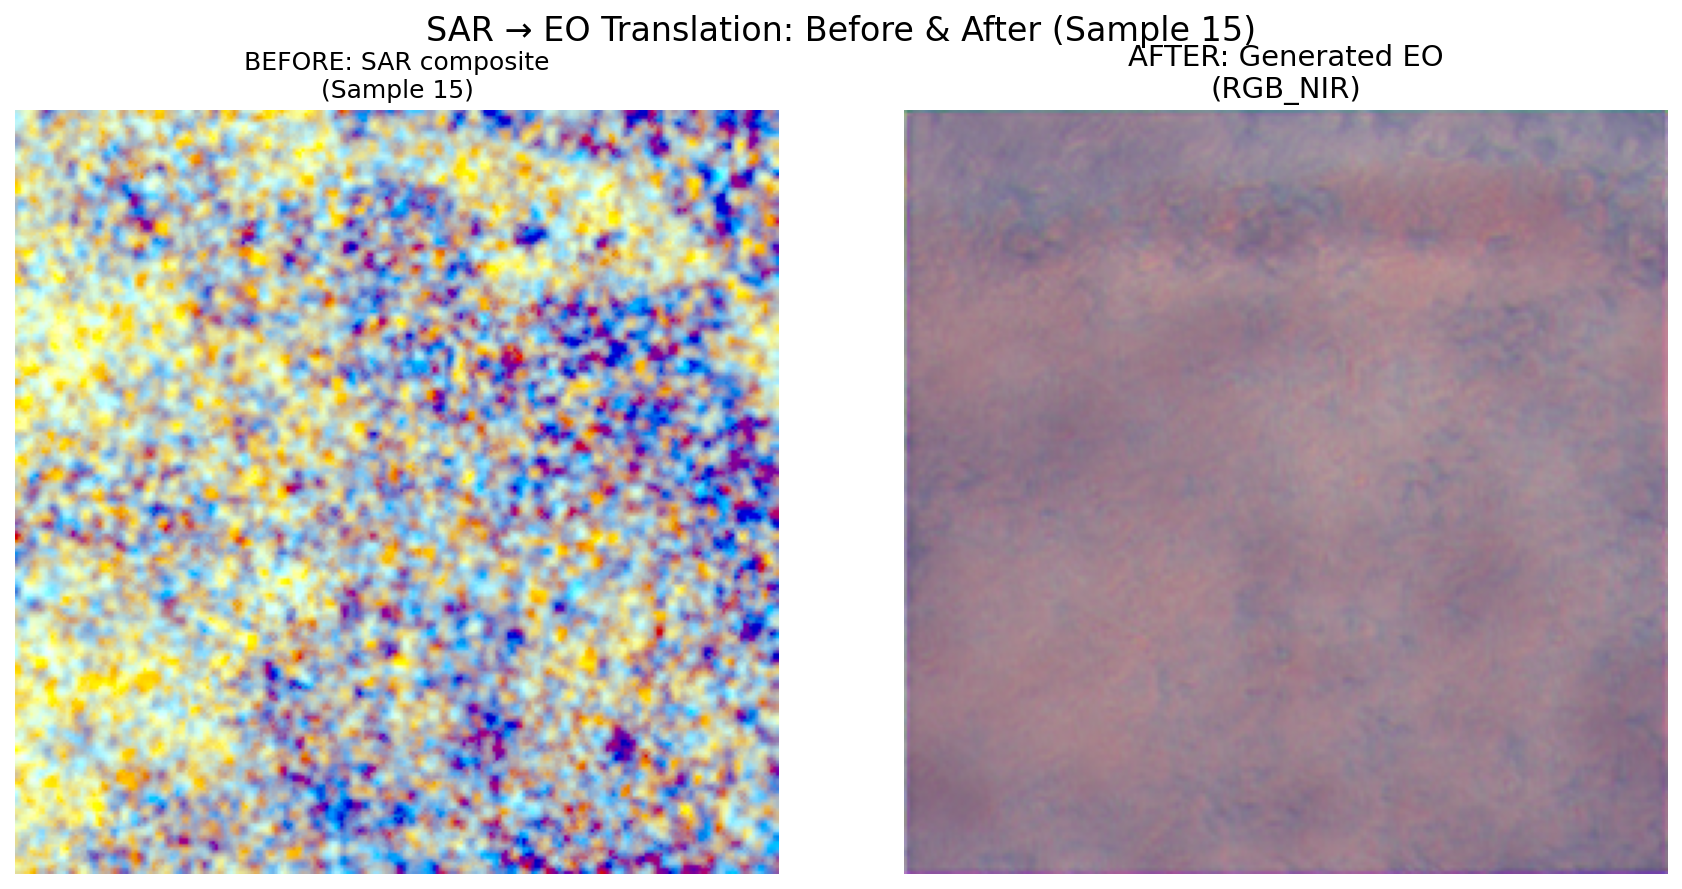 SAR → EO Translation: Before & After (Sample 15)
BEFORE: SAR composite
(Sample 15)
AFTER: Generated EO
(RGB_NIR)